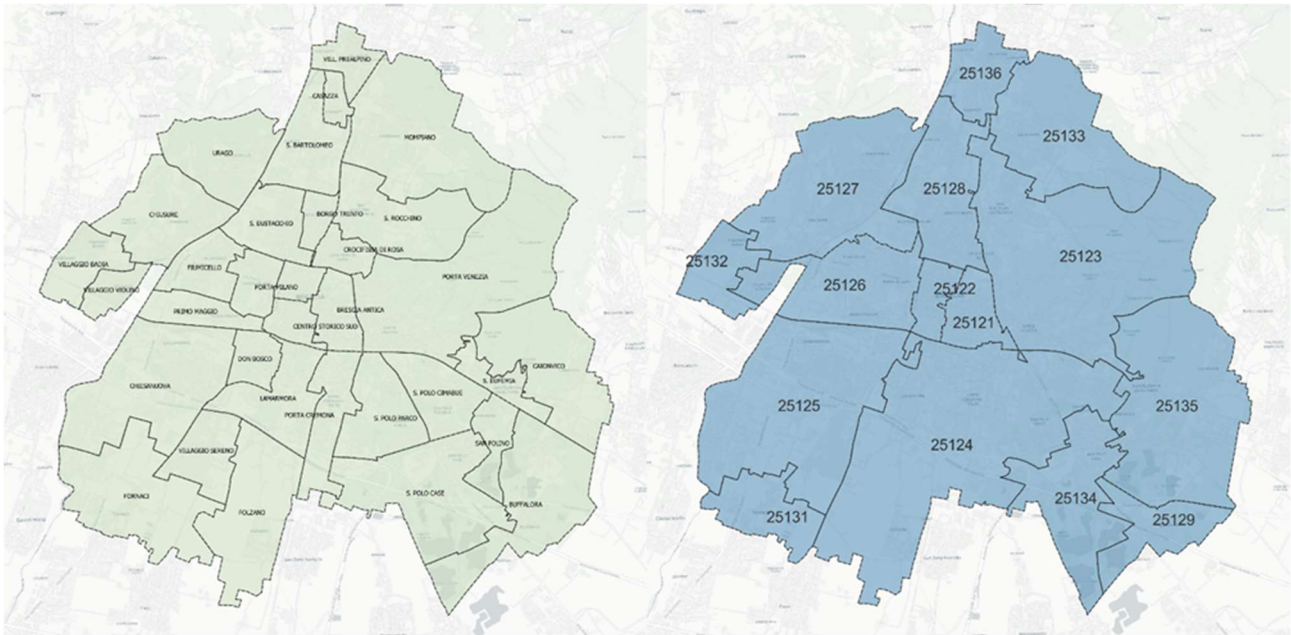 VILL. PREALPINO
CASAZZA
MOMPIANO
S. BARTOLOMEO
URAGO
CHIUSURE
S. EUSTACCHIO
BORGO TRENTO
S. ROCCHINO
CROCIFISSA DI ROSA
VILLAGGIO BADIA
VILLAGGIO VIOLINO
FIUMICELLO
PORTA MILANO
PORTA VENEZIA
PRIMO MAGGIO
BRESCIA ANTICA
CENTRO STORICO SUD
DON BOSCO
CHIESANUOVA
LAMARMORA
PORTA CREMONA
S. POLO PARCO
S. POLO CIMABUE
S. EUFEMIA
CAIONVICO
SAN POLINO
VILLAGGIO SERENO
FORNACI
FOLZANO
S. POLO CASE
BUFFALORA
25136
25133
25127
25128
25132
25126
25123
25122
25121
25125
25124
25135
25134
25131
25129